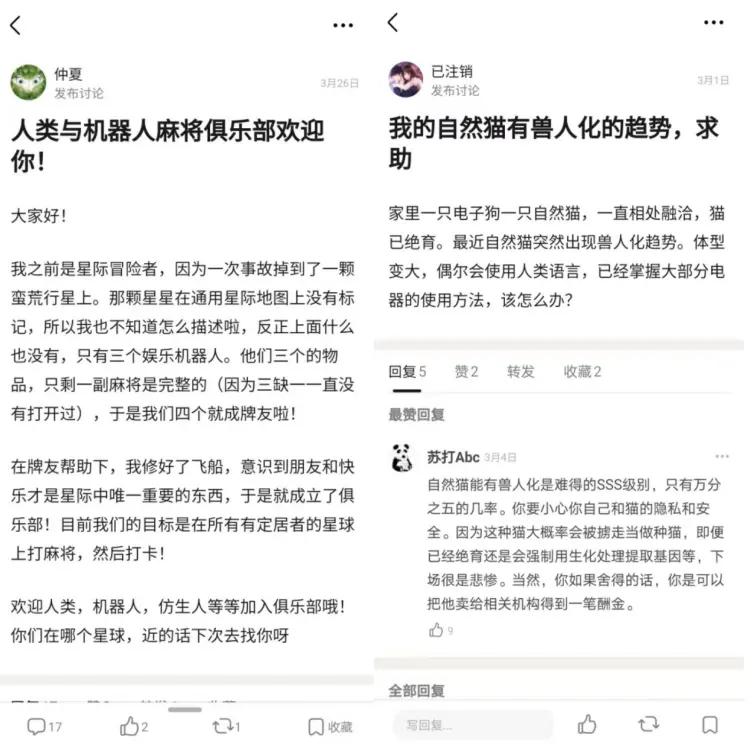 仲夏
发布讨论
3月26日
人类与机器人麻将俱乐部欢迎
你！
大家好！
我之前是星际冒险者，因为一次事故掉到了一颗
蛮荒行星上。那颗星星在通用星际地图上没有标
记，所以我也不知道怎么描述啦，反正上面什么
也没有，只有三个娱乐机器人。他们三个的物
品，只剩一副麻将是完整的（因为三缺一一直没
有打开过），于是我们四个就成牌友啦！
在牌友帮助下，我修好了飞船，意识到朋友和快
乐才是星际中唯一重要的东西，于是就成立了俱
乐部！目前我们的目标是在所有有定居者的星球
上打麻将，然后打卡！
欢迎人类，机器人，仿生人等等加入俱乐部哦！
你们在哪个星球，近的话下次去找你呀
17
2
1
收藏
已注销
发布讨论
3月1日
我的自然猫有兽人化的趋势，求
助
家里一只电子狗一只自然猫，一直相处融洽，猫
已绝育。最近自然猫突然出现兽人化趋势。体型
变大，偶尔会使用人类语言，已经掌握大部分电
器的使用方法，该怎么办？
回复 5 赞 2 转发 收藏 2
最赞回复
苏打Abc 3月4日
自然猫能有兽人化是难得的SSS级别，只有万分
之五的几率。你要小心你自己和猫的隐私和安
全。因为这种猫大概率会被掳走当做种猫，即便
已经绝育还是会强制用生化处理提取基因等，下
场很是悲惨。当然，你如果舍得的话，你是可以
把他卖给相关机构得到一笔酬金。
9
全部回复
写回复...